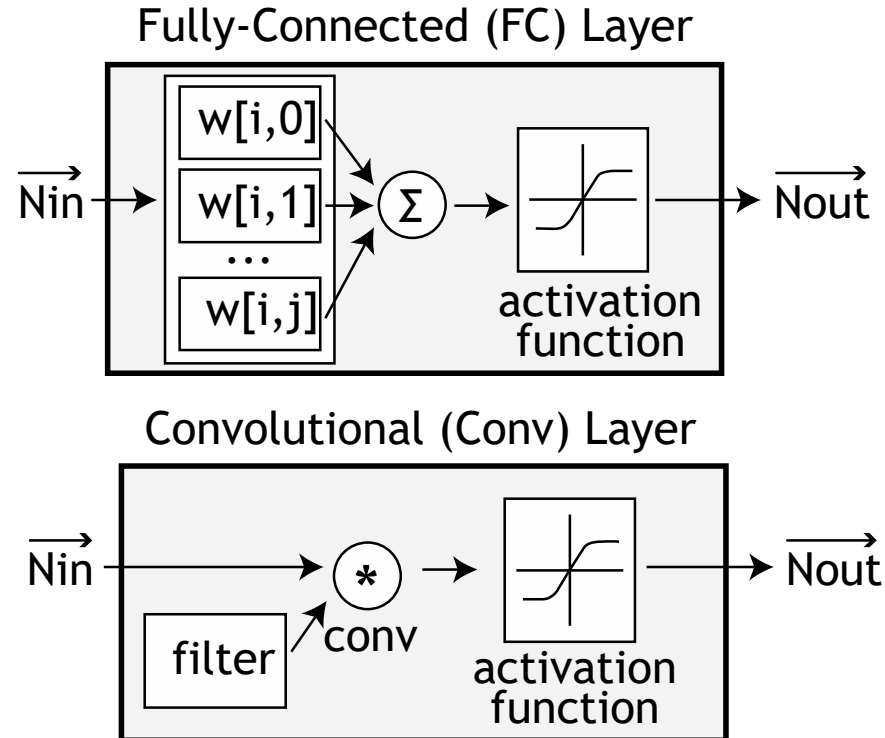 Fully-Connected (FC) Layer
w[i,0]
Nin
w[i,1]
Σ
Nout
...
w[i,j]
activation
function
Convolutional (Conv) Layer
Nin
*
Nout
filter
conv
activation
function